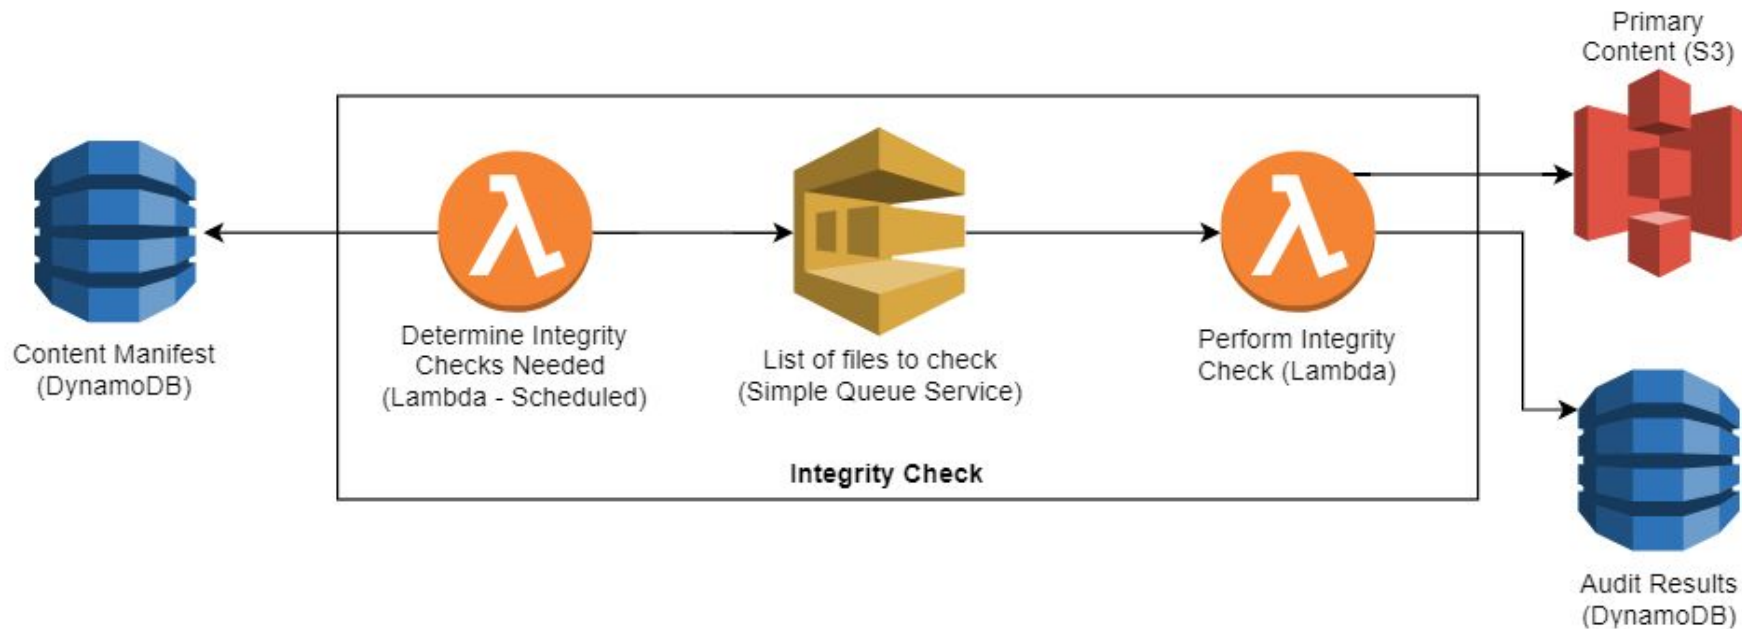 Primary
Content (S3)
Content Manifest
(DynamoDB)
Determine Integrity
Checks Needed
(Lambda - Scheduled)
List of files to check
(Simple Queue Service)
Perform Integrity
Check (Lambda)
Integrity Check
Audit Results
(DynamoDB)